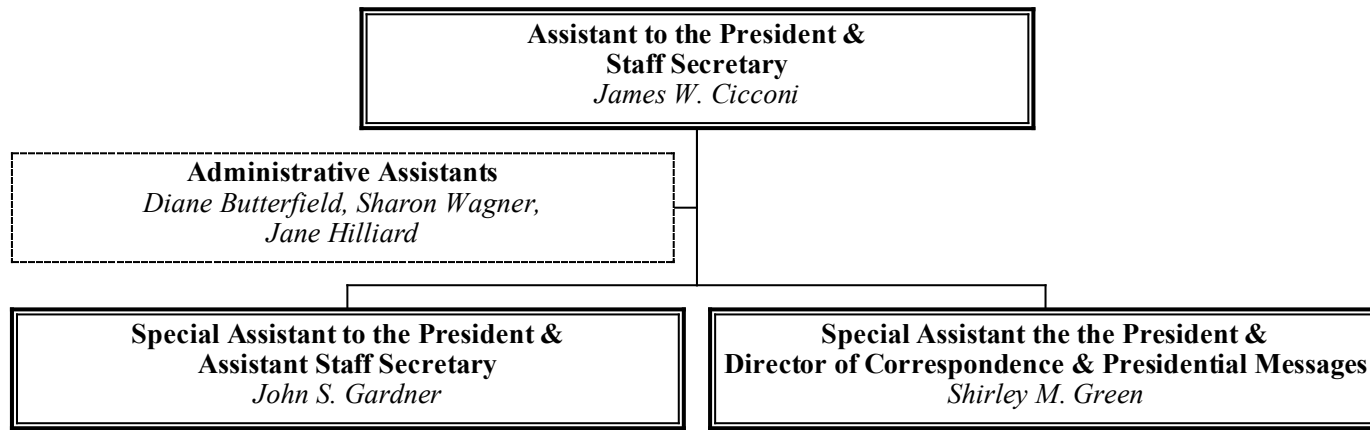 Assistant to the President &
Staff Secretary
James W. Cicconi
Administrative Assistants
Diane Butterfield, Sharon Wagner,
Jane Hilliard
Special Assistant to the President &
Assistant Staff Secretary
John S. Gardner
Special Assistant the the President &
Director of Correspondence & Presidential Messages
Shirley M. Green